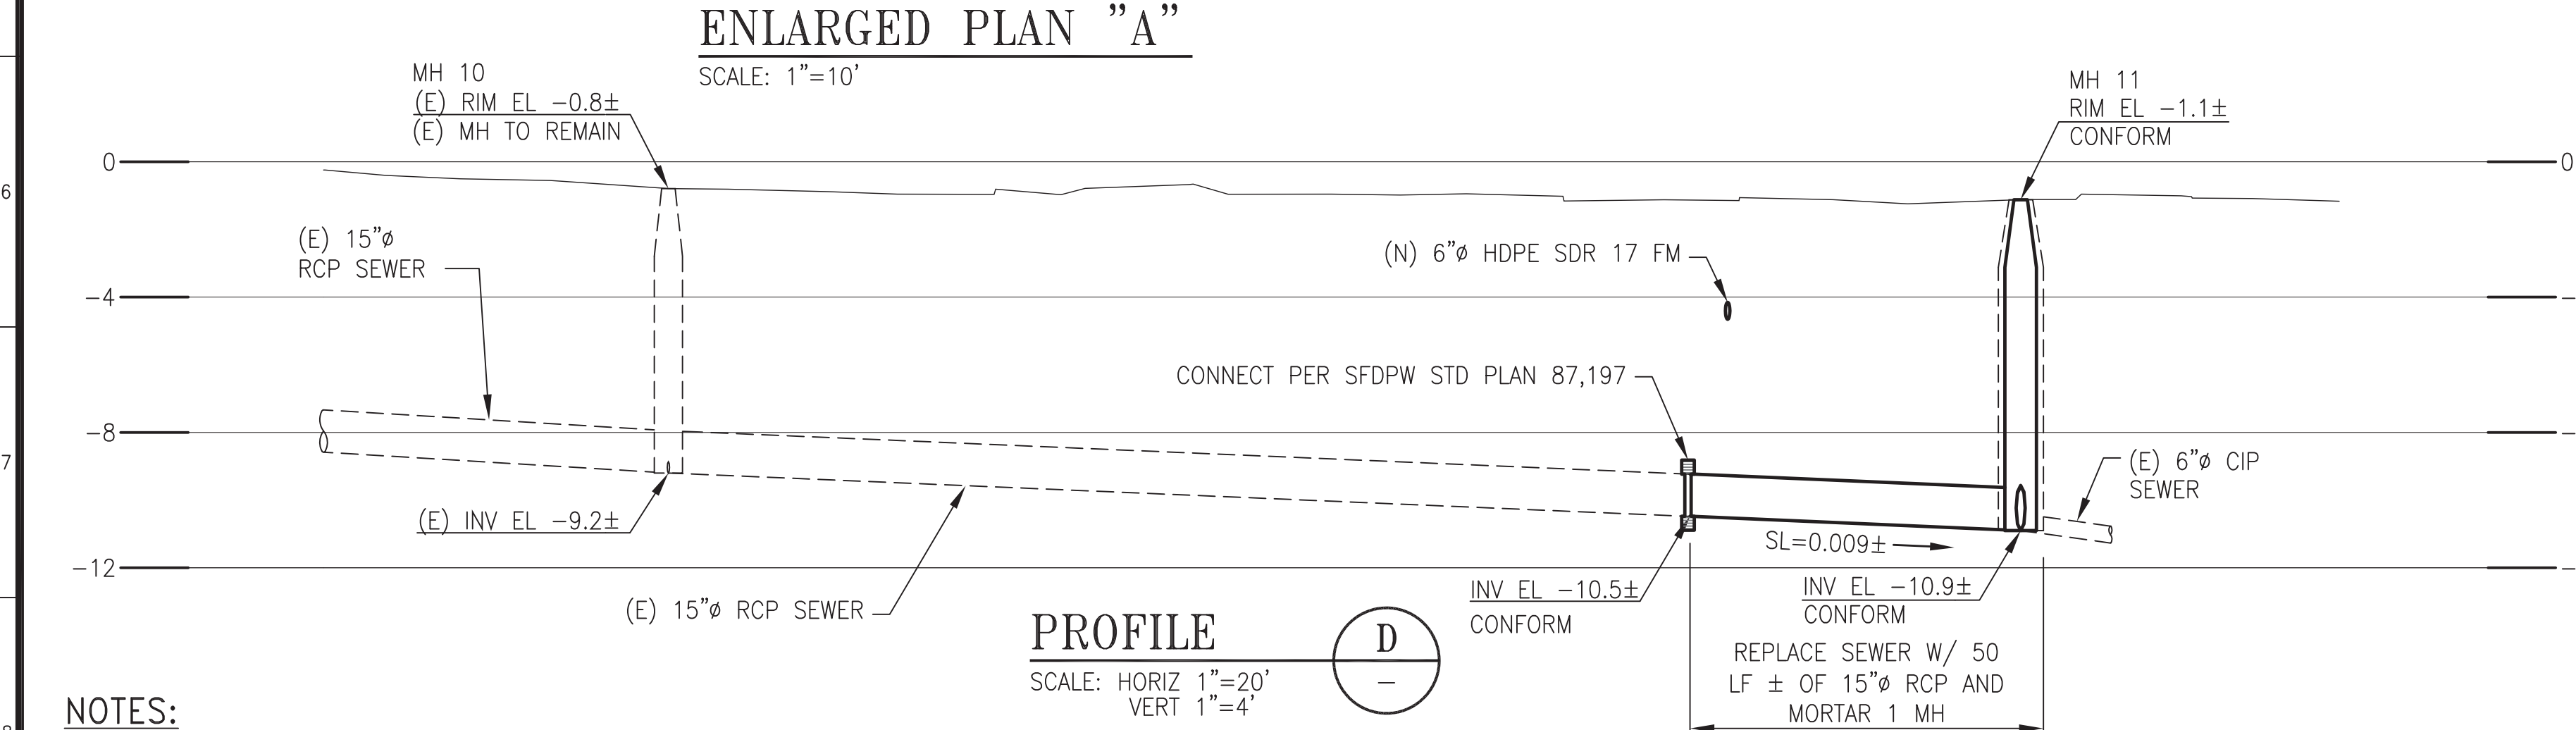 ENLARGED PLAN "A"
SCALE: 1"=10'
MH 10
(E) RIM EL -0.8±
(E) MH TO REMAIN
MH 11
RIM EL -1.1±
CONFORM
0
0
6
(E) 15"ø
RCP SEWER
(N) 6"ø HDPE SDR 17 FM
-4
-
CONNECT PER SFDPW STD PLAN 87,197
-8
-
7
(E) 6"ø CIP
SEWER
(E) INV EL -9.2±
SL=0.009±
-12
-
(E) 15"ø RCP SEWER
INV EL -10.5±
CONFORM
INV EL -10.9±
CONFORM
REPLACE SEWER W/ 50
LF ± OF 15"ø RCP AND
MORTAR 1 MH
PROFILE
D
-
SCALE: HORIZ 1"=20'
VERT 1"=4'
NOTES: